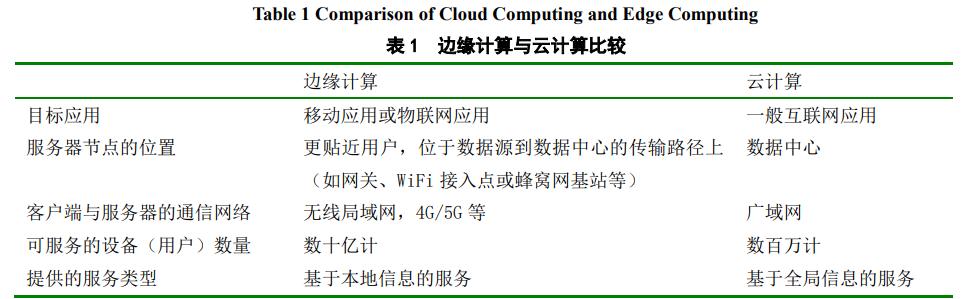 Table 1 Comparison of Cloud Computing and Edge Computing
表 1 边缘计算与云计算比较
边缘计算 云计算
目标应用 移动应用或物联网应用 一般互联网应用
服务器节点的位置 更贴近用户，位于数据源到数据中心的传输路径上 数据中心
（如网关、WiFi 接入点或蜂窝网基站等）
客户端与服务器的通信网络 无线局域网，4G/5G 等 广域网
可服务的设备（用户）数量 数十亿计 数百万计
提供的服务类型 基于本地信息的服务 基于全局信息的服务